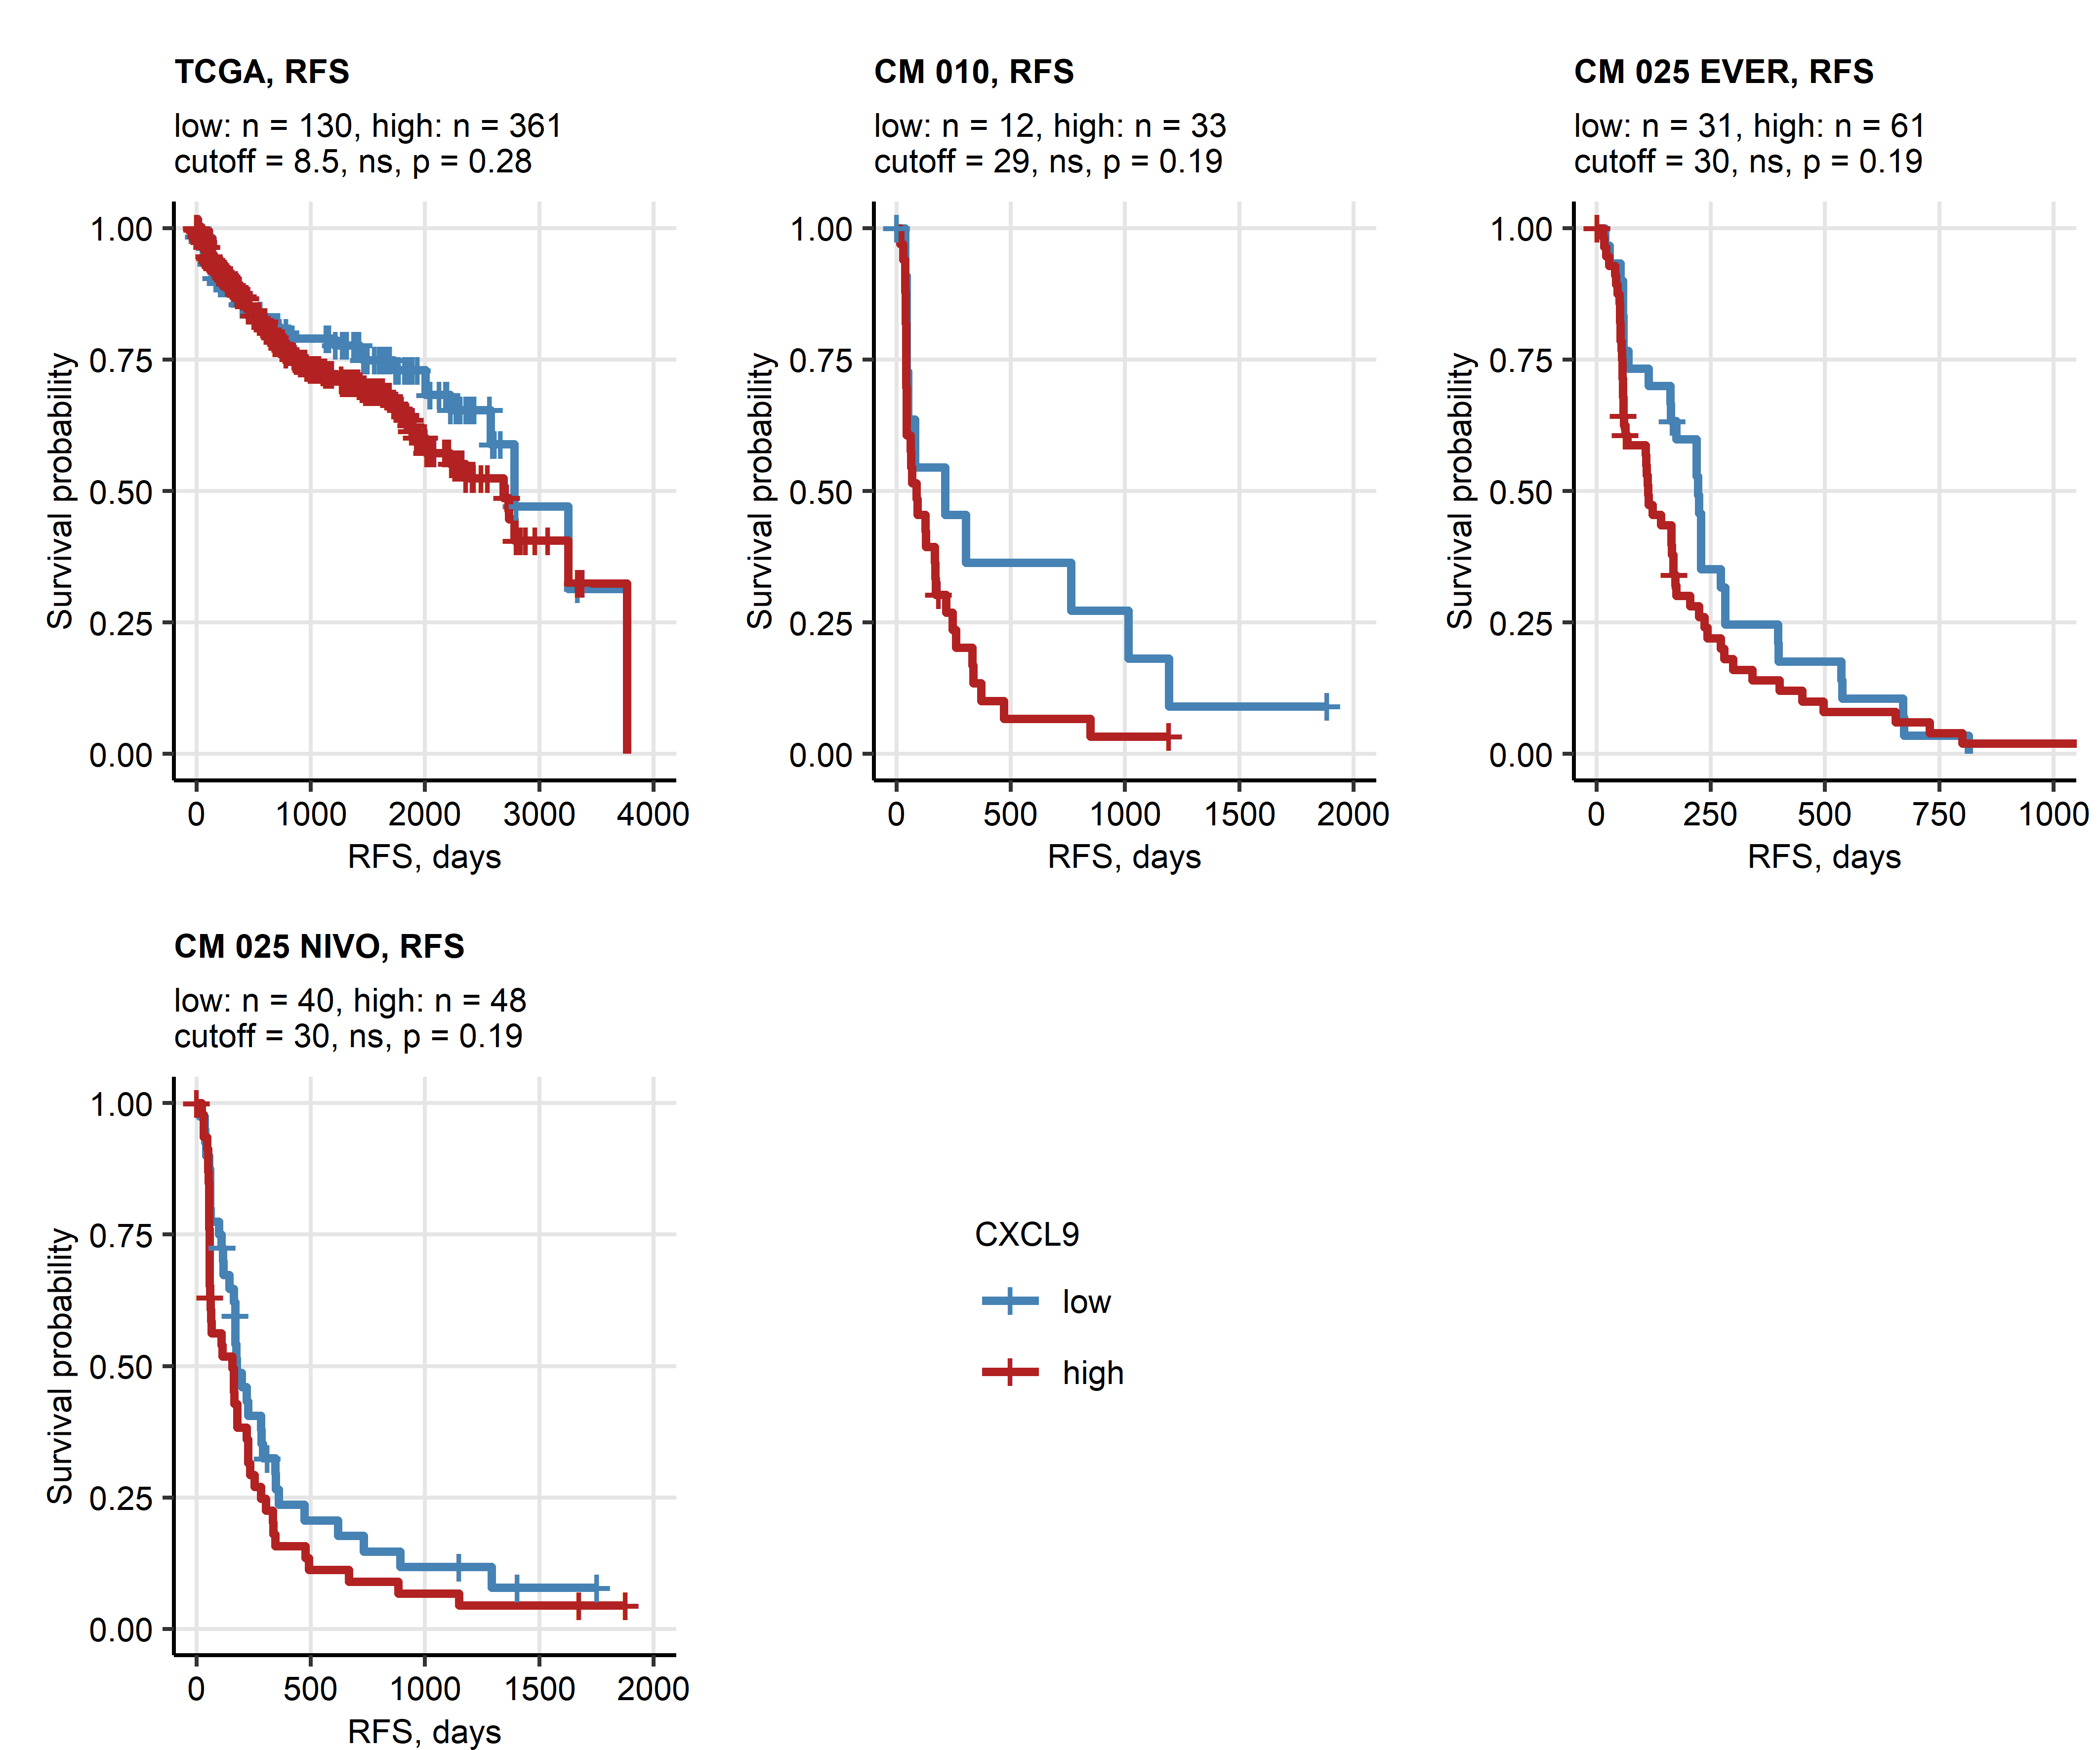 TCGA, RFS
low: n = 130, high: n = 361
cutoff = 8.5, ns, p = 0.28
Survival probability
1.00
0.75
0.50
0.25
0.00
0 1000 2000 3000 4000
RFS, days
CM 010, RFS
low: n = 12, high: n = 33
cutoff = 29, ns, p = 0.19
Survival probability
1.00
0.75
0.50
0.25
0.00
0 500 1000 1500 2000
RFS, days
CM 025 EVER, RFS
low: n = 31, high: n = 61
cutoff = 30, ns, p = 0.19
Survival probability
1.00
0.75
0.50
0.25
0.00
0 250 500 750 1000
RFS, days
CM 025 NIVO, RFS
low: n = 40, high: n = 48
cutoff = 30, ns, p = 0.19
Survival probability
1.00
0.75
0.50
0.25
0.00
0 500 1000 1500 2000
RFS, days
CXCL9
low
high